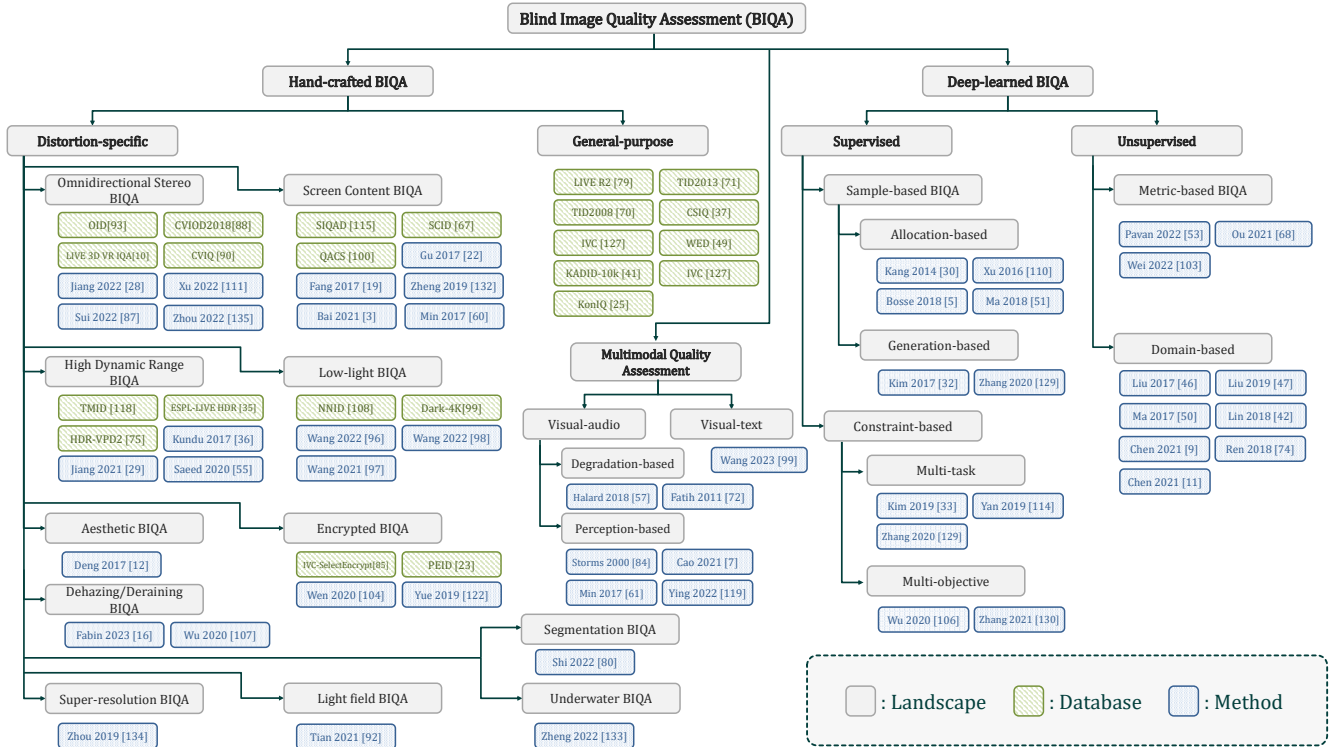 Blind Image Quality Assessment (BIQA)
Hand-crafted BIQA
Deep-learned BIQA
Distortion-specific
General-purpose
Supervised
Unsupervised
Omnidirectional Stereo
BIQA
OID[93]
CVIOD2018[88]
LIVE 3D VR IQA[10]
CVIQ [90]
Jiang 2022 [28]
Xu 2022 [111]
Sui 2022 [87]
Zhou 2022 [135]
Screen Content BIQA
SIQAD [115]
SCID [67]
QACS [100]
Gu 2017 [22]
Fang 2017 [19]
Zheng 2019 [132]
Bai 2021 [3]
Min 2017 [60]
High Dynamic Range
BIQA
TMID [118]
ESPL-LIVE HDR [35]
HDR-VPD2 [75]
Kundu 2017 [36]
Jiang 2021 [29]
Saeed 2020 [55]
Low-light BIQA
NNID [108]
Dark-4K[99]
Wang 2022 [96]
Wang 2022 [98]
Wang 2021 [97]
Aesthetic BIQA
Deng 2017 [12]
Encrypted BIQA
IVC-SelectEncrypt[85]
PEID [23]
Wen 2020 [104]
Yue 2019 [122]
Dehazing/Deraining
BIQA
Fabin 2023 [16]
Wu 2020 [107]
Segmentation BIQA
Shi 2022 [80]
Super-resolution BIQA
Zhou 2019 [134]
Light field BIQA
Tian 2021 [92]
Underwater BIQA
Zheng 2022 [133]
LIVE R2 [79]
TID2013 [71]
TID2008 [70]
CSIQ [37]
IVC [127]
WED [49]
KADID-10k [41]
IVC [127]
KonIQ [25]
Multimodal Quality
Assessment
Visual-audio
Visual-text
Degradation-based
Wang 2023 [99]
Halard 2018 [57]
Fatih 2011 [72]
Perception-based
Storms 2000 [84]
Cao 2021 [7]
Min 2017 [61]
Ying 2022 [119]
Sample-based BIQA
Allocation-based
Kang 2014 [30]
Xu 2016 [110]
Bosse 2018 [5]
Ma 2018 [51]
Generation-based
Kim 2017 [32]
Zhang 2020 [129]
Constraint-based
Multi-task
Kim 2019 [33]
Yan 2019 [114]
Zhang 2020 [129]
Multi-objective
Wu 2020 [106]
Zhang 2021 [130]
Metric-based BIQA
Pavan 2022 [53]
Ou 2021 [68]
Wei 2022 [103]
Domain-based
Liu 2017 [46]
Liu 2019 [47]
Ma 2017 [50]
Lin 2018 [42]
Chen 2021 [9]
Ren 2018 [74]
Chen 2021 [11]
: Landscape
: Database
: Method